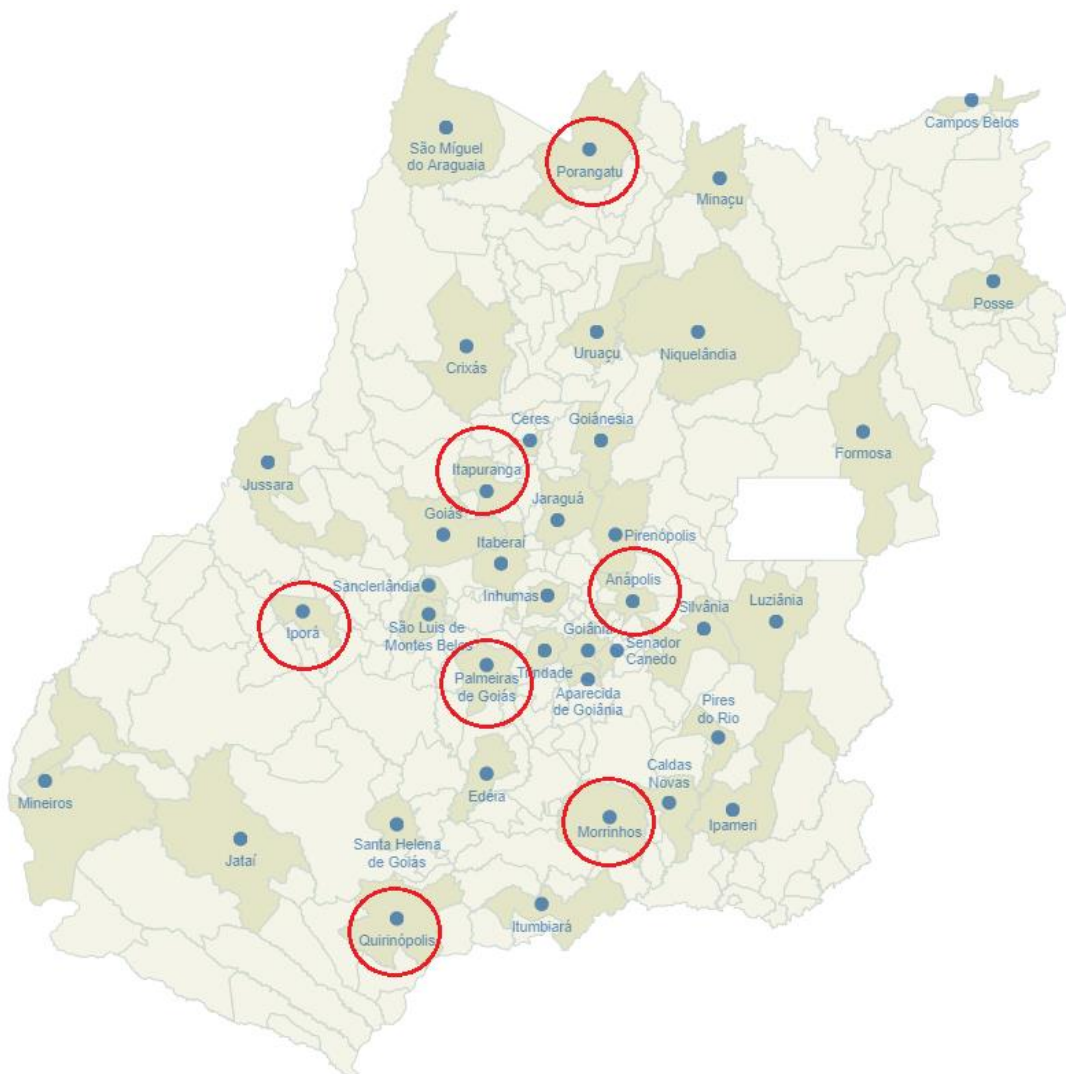 Campos Belos
São Míguel
do Araguaia
Porangatu
Minaçu
Posse
Uruaçu
Niquelândia
Crixás
Ceres
Goiánesia
Formosa
Itapuranga
Jussara
Jaraguá
Goiás
Pirenópolis
Itaberaí
Anápolis
Sanclerlândia
Inhumas
Luziânia
Silvânia
Iporá
São Luis de
Montes Belos
Goiânia
Senador
Canedo
Trindade
Palmeiras
de Goiás
Aparecida
de Goiânia
Pires
do Rio
Caldas
Novas
Mineiros
Edéia
Morrinhos
Ipameri
Santa Helena
de Goiás
Jataí
Itumbiará
Quirinópolis